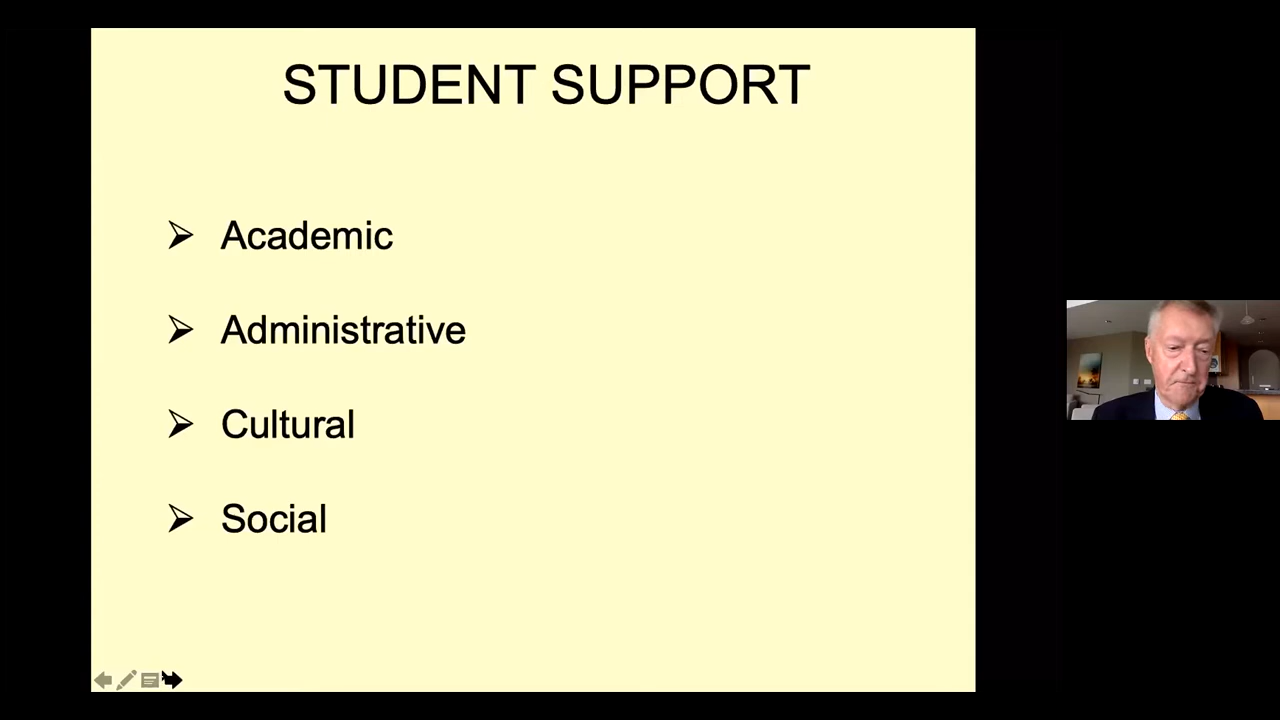 STUDENT SUPPORT
Academic
Administrative
Cultural
Social